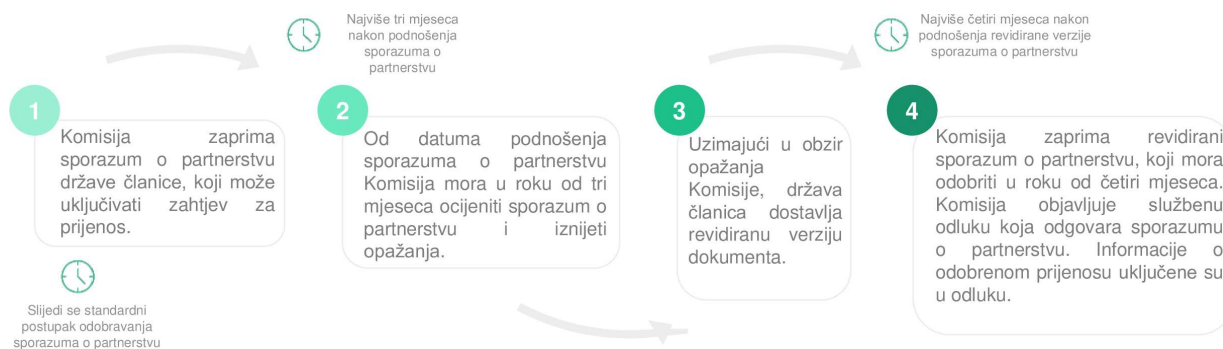 Najviše tri mjeseca
nakon podnošenja
sporazuma o
partnerstvu
Najviše četiri mjeseca nakon
podnošenja revidirane verzije
sporazuma o partnerstvu
1
Komisija zaprima
sporazum o partnerstvu
države članice, koji može
uključivati zahtjev za
prijenos.
Slijedi se standardni
postupak odobravanja
sporazuma o partnerstvu
2
Od datuma podnošenja
sporazuma o partnerstvu
Komisija mora u roku od tri
mjeseca ocijeniti sporazum o
partnerstvu i iznijeti
opažanja.
3
Uzimajući u obzir
opažanja
Komisije, država
članica dostavlja
revidiranu verziju
dokumenta.
4
Komisija zaprima revidirani
sporazum o partnerstvu, koji mora
odobriti u roku od četiri mjeseca.
Komisija objavljuje službenu
odluku koja odgovara sporazumu
o partnerstvu. Informacije o
odobrenom prijenosu uključene su
u odluku.